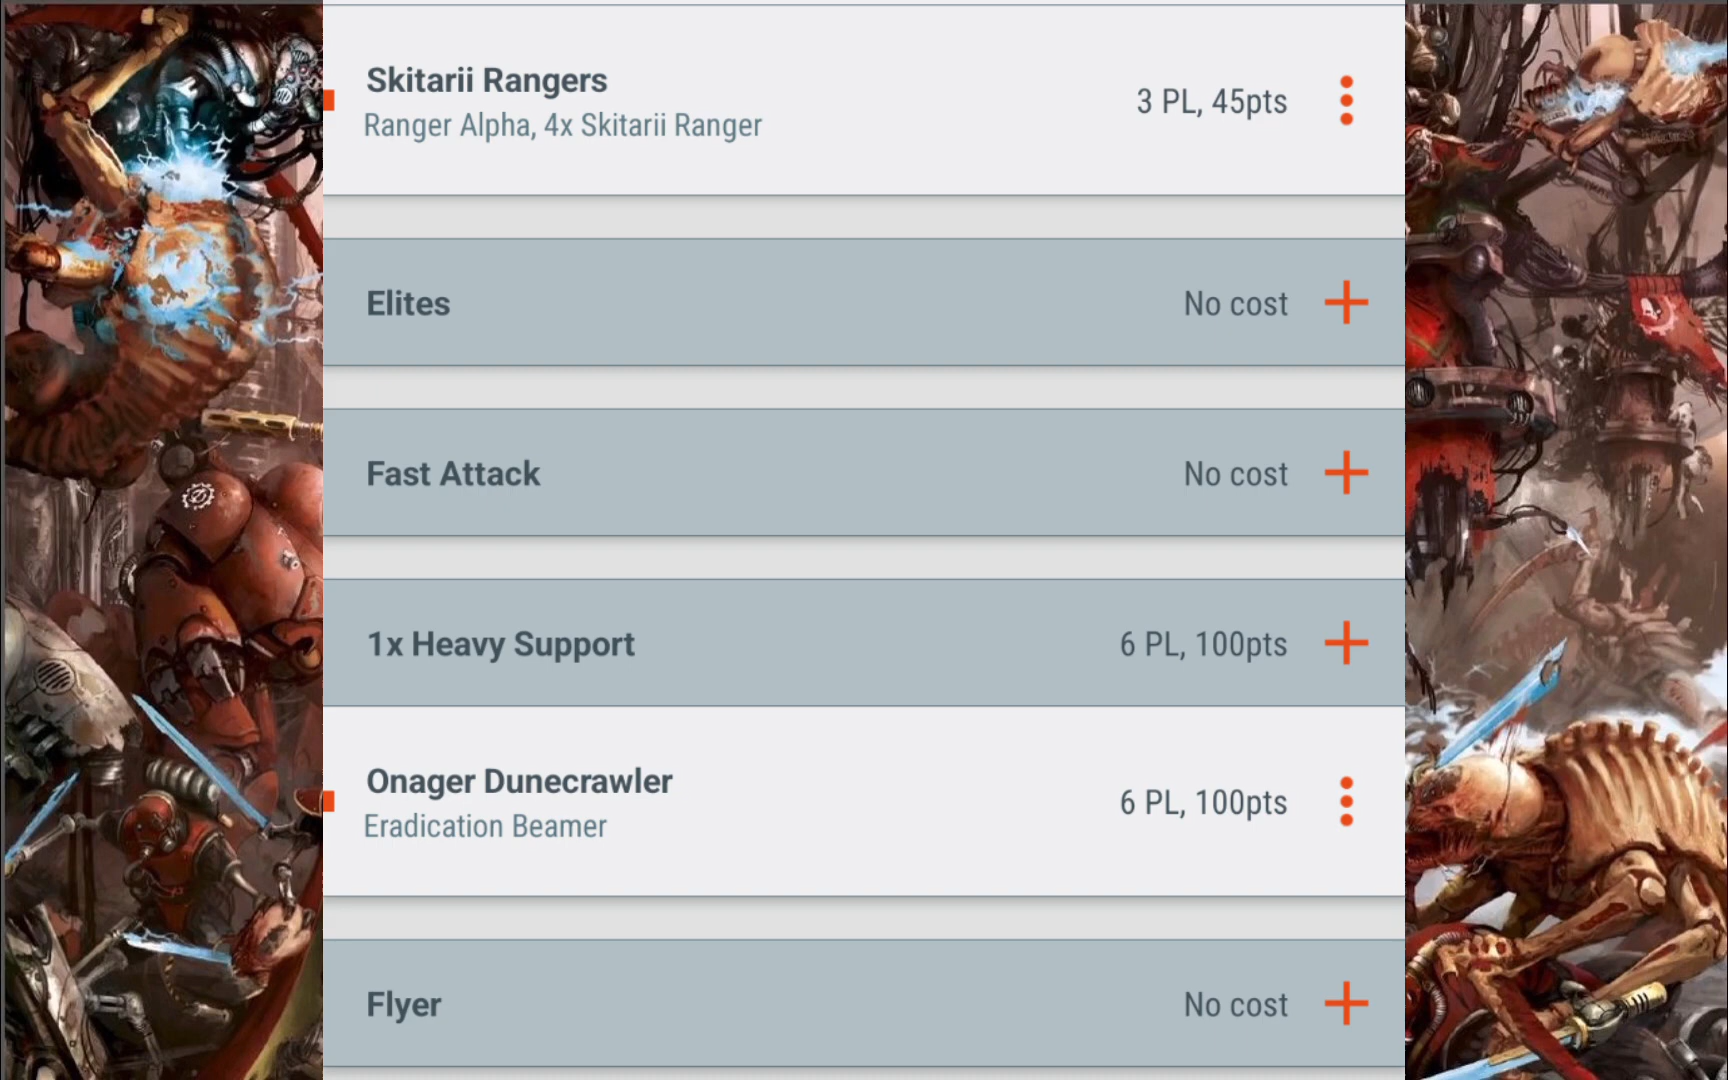 Skitarii Rangers
3 PL, 45pts
Ranger Alpha, 4x Skitarii Ranger
Elites
No cost
Fast Attack
No cost
1x Heavy Support
6 PL, 100pts
Onager Dunecrawler
6 PL, 100pts
Eradication Beamer
Flyer
No cost